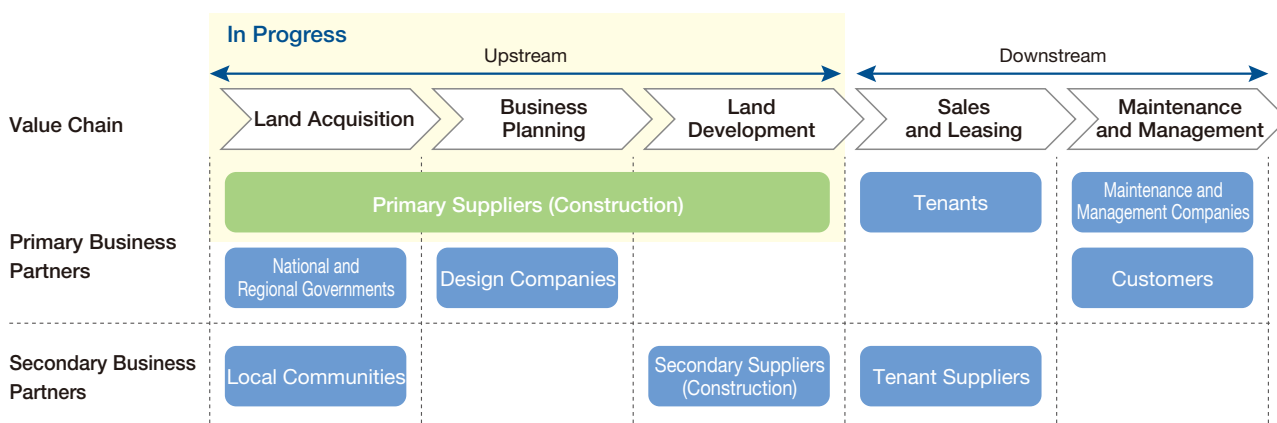 In Progress
Upstream
Downstream
Value Chain
Land Acquisition
Business
Planning
Land
Development
Sales
and Leasing
Maintenance
and Management
Primary Business
Partners
Primary Suppliers (Construction)
Tenants
Maintenance and
Management Companies
National and
Regional Governments
Design Companies
Customers
Secondary Business
Partners
Local Communities
Secondary Suppliers
(Construction)
Tenant Suppliers